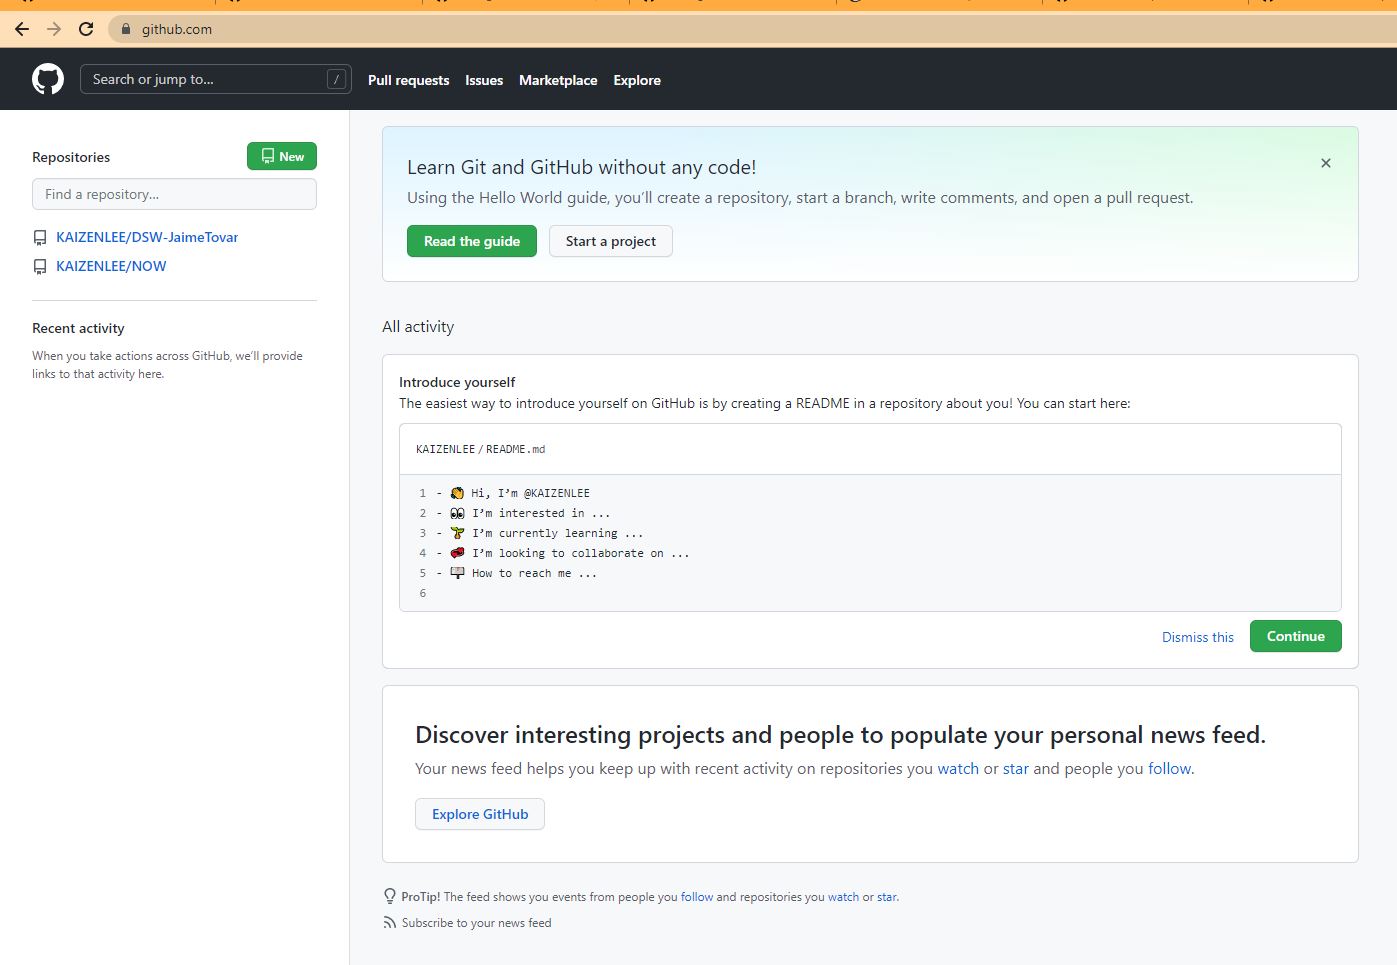 github.com
Search or jump to...
/
Pull requests
Issues
Marketplace
Explore
Repositories
New
Find a repository...
KAIZENLEE/DSW-JaimeTovar
KAIZENLEE/NOW
Recent activity
When you take actions across GitHub, we'll provide
links to that activity here.
Learn Git and GitHub without any code!
Using the Hello World guide, you'll create a repository, start a branch, write comments, and open a pull request.
Read the guide
Start a project
All activity
Introduce yourself
The easiest way to introduce yourself on GitHub is by creating a README in a repository about you! You can start here:
KAIZENLEE / README.md
1 - 👋 Hi, I'm @KAIZENLEE
2 - 👀 I'm interested in ...
3 - 🌱 I'm currently learning ...
4 - 💞️ I'm looking to collaborate on ...
5 - 📫 How to reach me ...
6
Dismiss this
Continue
Discover interesting projects and people to populate your personal news feed.
Your news feed helps you keep up with recent activity on repositories you watch or star and people you follow.
Explore GitHub
ProTip! The feed shows you events from people you follow and repositories you watch or star.
Subscribe to your news feed